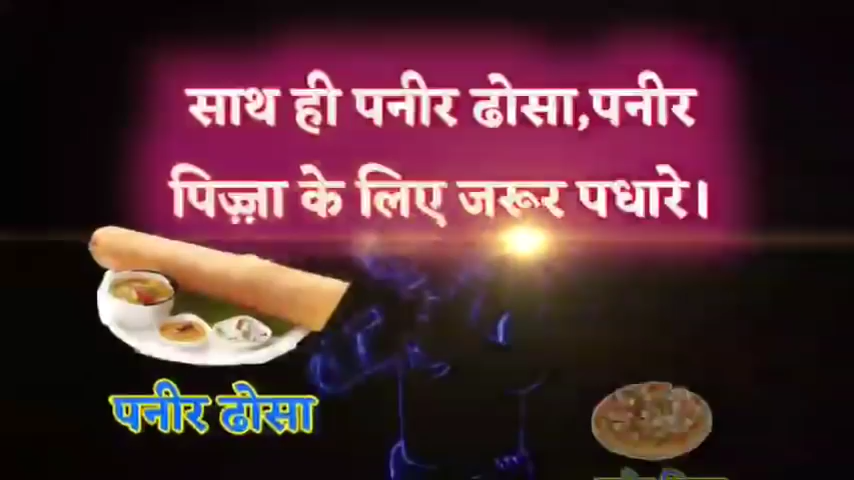 साथ ही पनीर ढोसा,पनीर
पिज़्ज़ा के लिए जरूर पधारे।
पनीर ढोसा